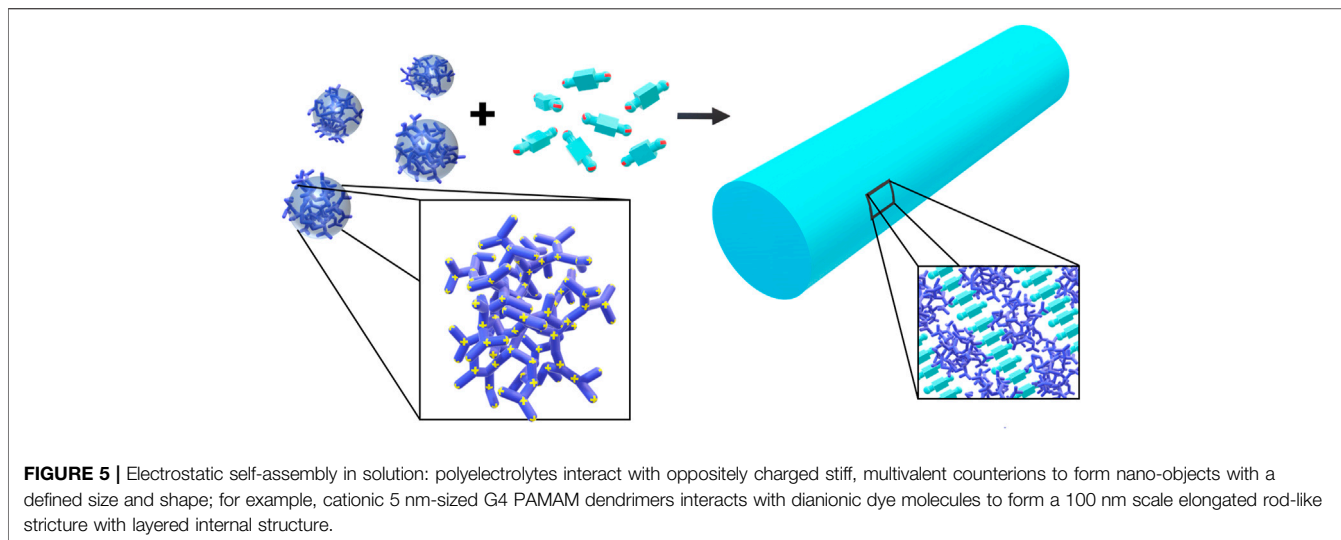 FIGURE 5 | Electrostatic self-assembly in solution: polyelectrolytes interact with oppositely charged stiff, multivalent counterions to form nano-objects with a
defined size and shape; for example, cationic 5 nm-sized G4 PAMAM dendrimers interacts with dianionic dye molecules to form a 100 nm scale elongated rod-like
stricture with layered internal structure.